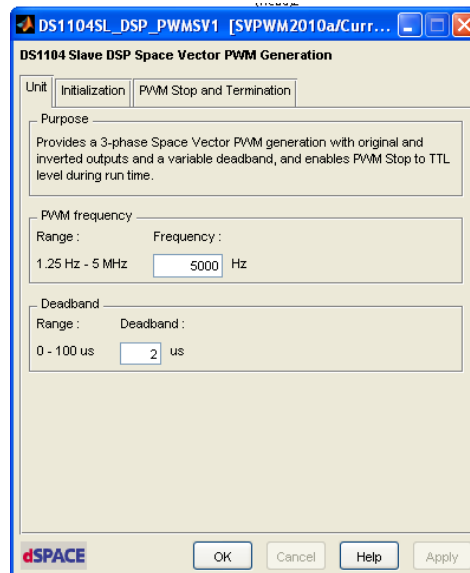 DS1104SL_DSP_PWMSV1 [SVPWM2010a/Curr...
DS1104 Slave DSP Space Vector PWM Generation
Unit Initialization PWM Stop and Termination
Purpose
Provides a 3-phase Space Vector PWM generation with original and
inverted outputs and a variable deadband, and enables PWM Stop to TTL
level during run time.
PWM frequency
Range : Frequency :
1.25 Hz - 5 MHz 5000 Hz
Deadband
Range : Deadband :
0 - 100 us 2 us
dSPACE OK Cancel Help Apply